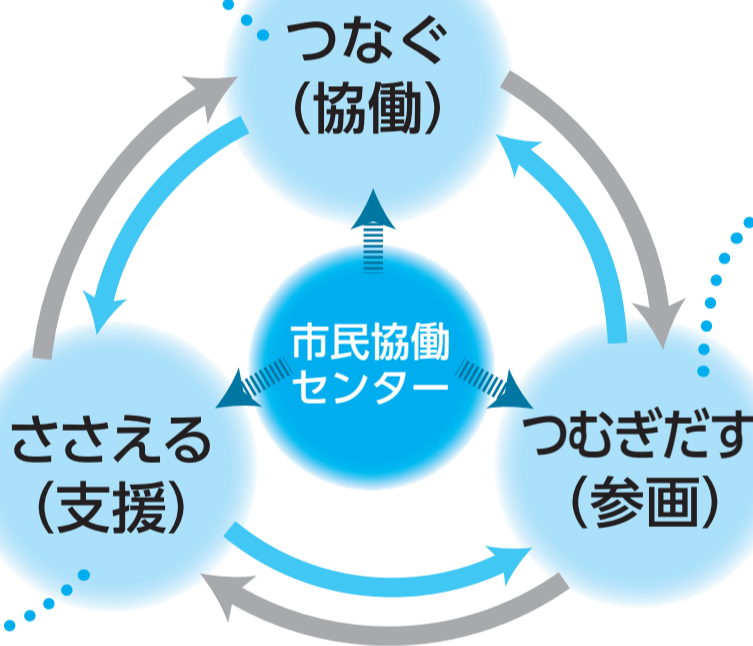 つなぐ
（協働）
市民協働
センター
ささえる
（支援）
つむぎだす
（参画）